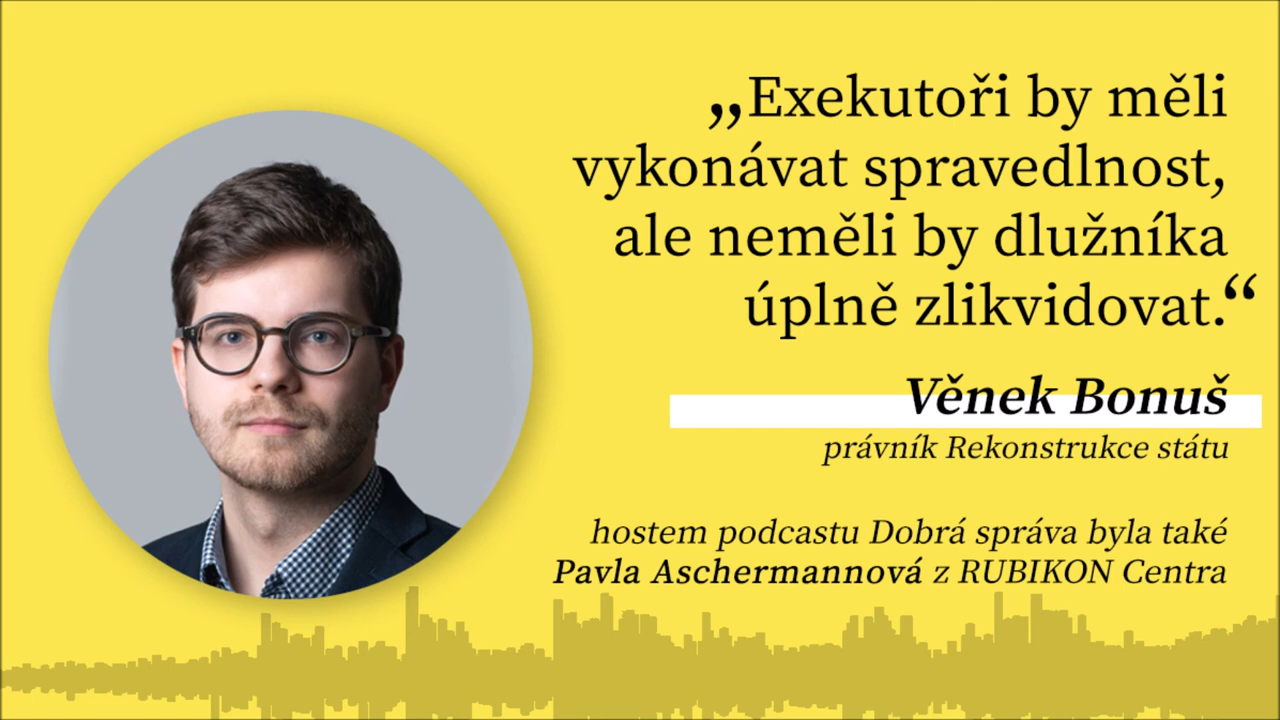 „Exekutoři by měli
vykonávat spravedlnost,
ale neměli by dlužníka
úplně zlikvidovat.“
Věnek Bonuš
právník Rekonstrukce státu
hostem podcastu Dobrá správa byla také
Pavla Aschermannová z RUBIKON Centra